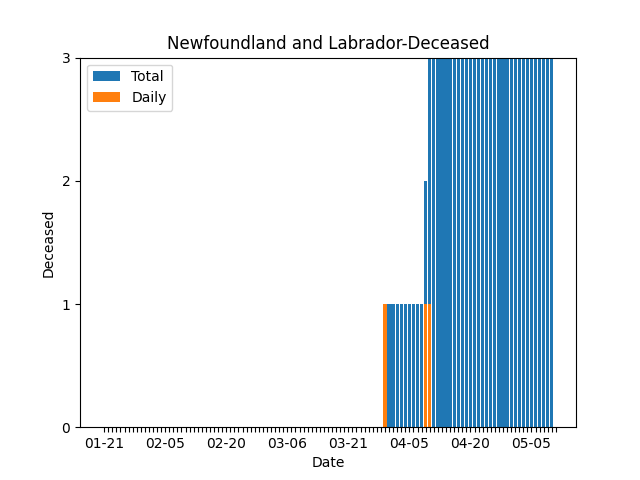 Newfoundland and Labrador-Deceased
Total
Daily
3
2
1
0
Deceased
01-21 02-05 02-20 03-06 03-21 04-05 04-20 05-05
Date